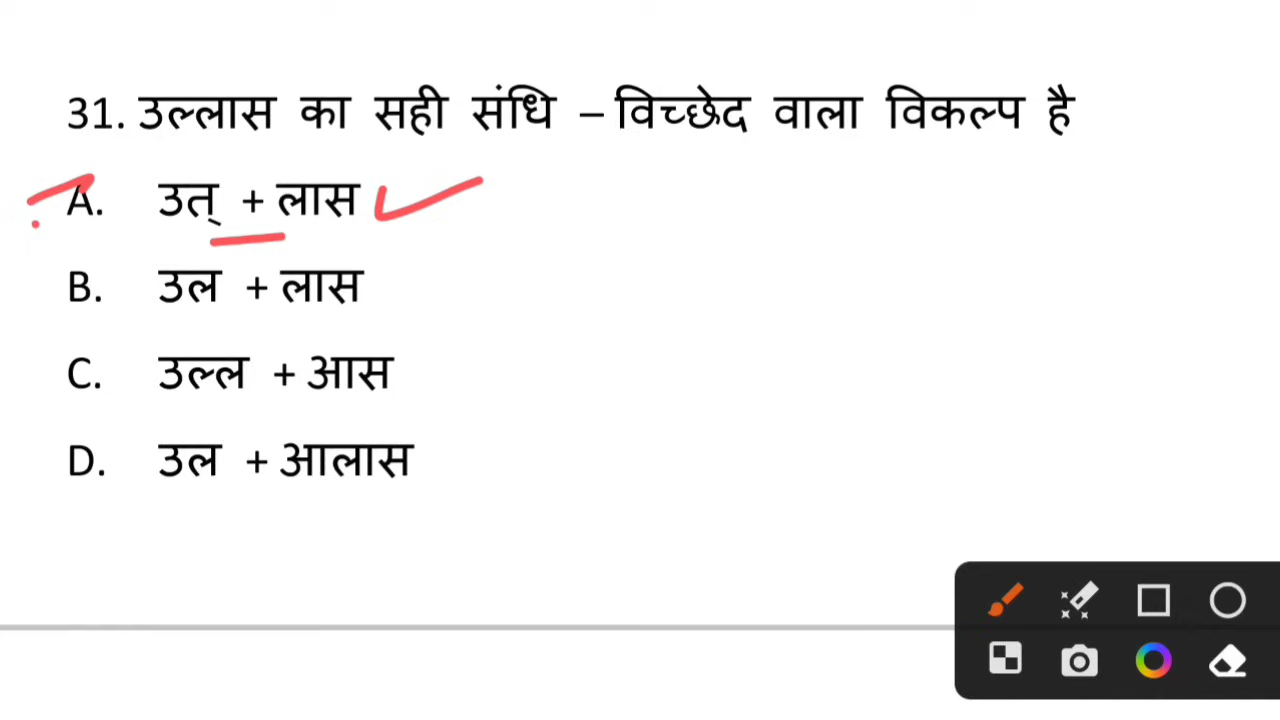 31. उल्लास का सही संधि – विच्छेद वाला विकल्प है
A. उत् + लास
B. उल + लास
C. उल्ल + आस
D. उल + आलास